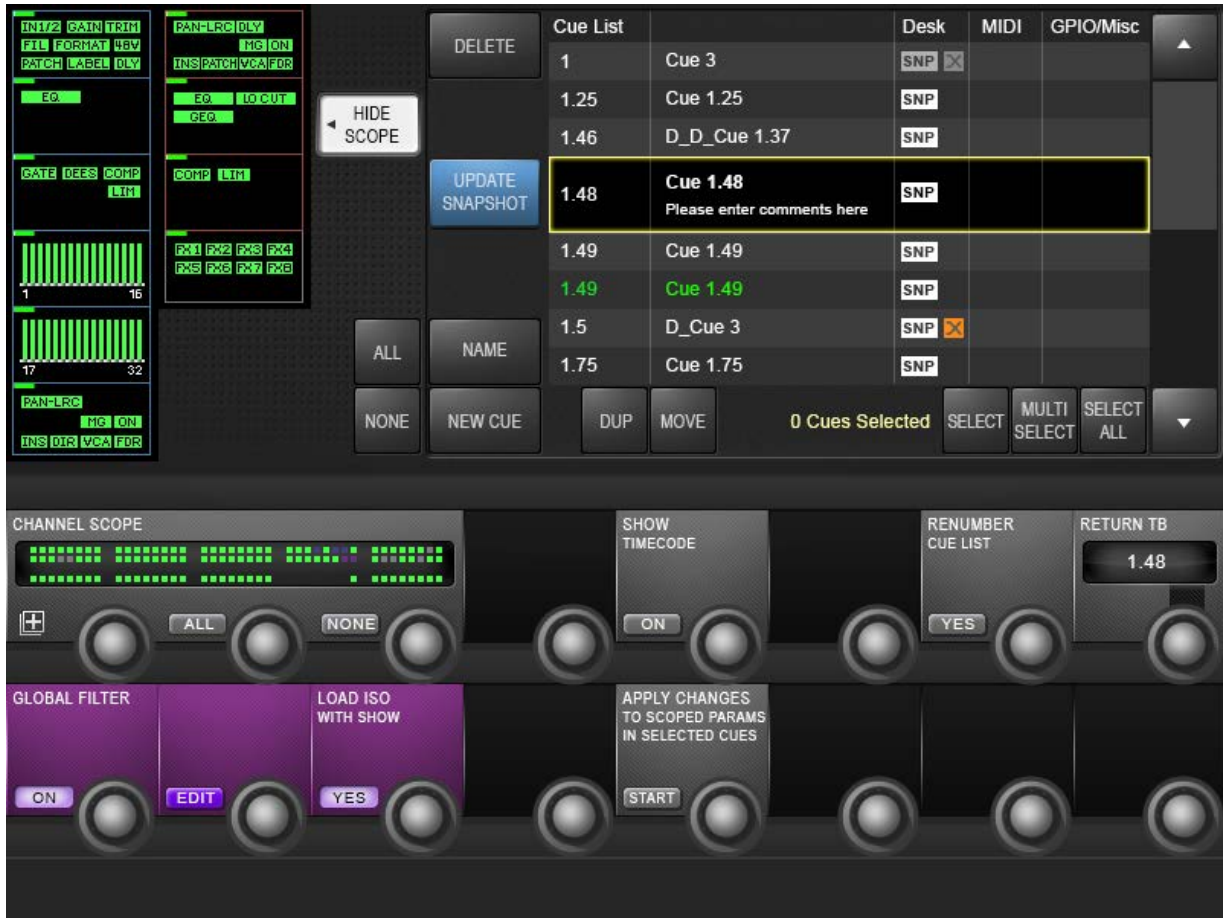 IN1/2 GAIN TRIM
FIL FORMAT 48V
PATCH LABEL DLY
PAN-LRC DLY
MG ON
INS PATCH VCA FDR
EQ
EQ LO CUT
GEQ
GATE DEES COMP
LIM
COMP LIM
1 16
FX1 FX2 FX3 FX4
FX5 FX6 FX7 FX8
17 32
PAN-LRC
MG ON
INS DIR VCA FDR
HIDE
SCOPE
ALL
NONE
DELETE
UPDATE
SNAPSHOT
NAME
NEW CUE
Cue List Desk MIDI GPIO/Misc
1 Cue 3 SNP
1.25 Cue 1.25 SNP
1.46 D_D_Cue 1.37 SNP
1.48 Cue 1.48 SNP
Please enter comments here
1.49 Cue 1.49 SNP
1.49 Cue 1.49 SNP
1.5 D_Cue 3 SNP
1.75 Cue 1.75 SNP
DUP MOVE 0 Cues Selected SELECT
MULTI
SELECT
SELECT
ALL
CHANNEL SCOPE
ALL NONE
SHOW
TIMECODE
ON
RENUMBER
CUE LIST
YES
RETURN TB
1.48
GLOBAL FILTER
ON
EDIT
LOAD ISO
WITH SHOW
YES
APPLY CHANGES
TO SCOPED PARAMS
IN SELECTED CUES
START